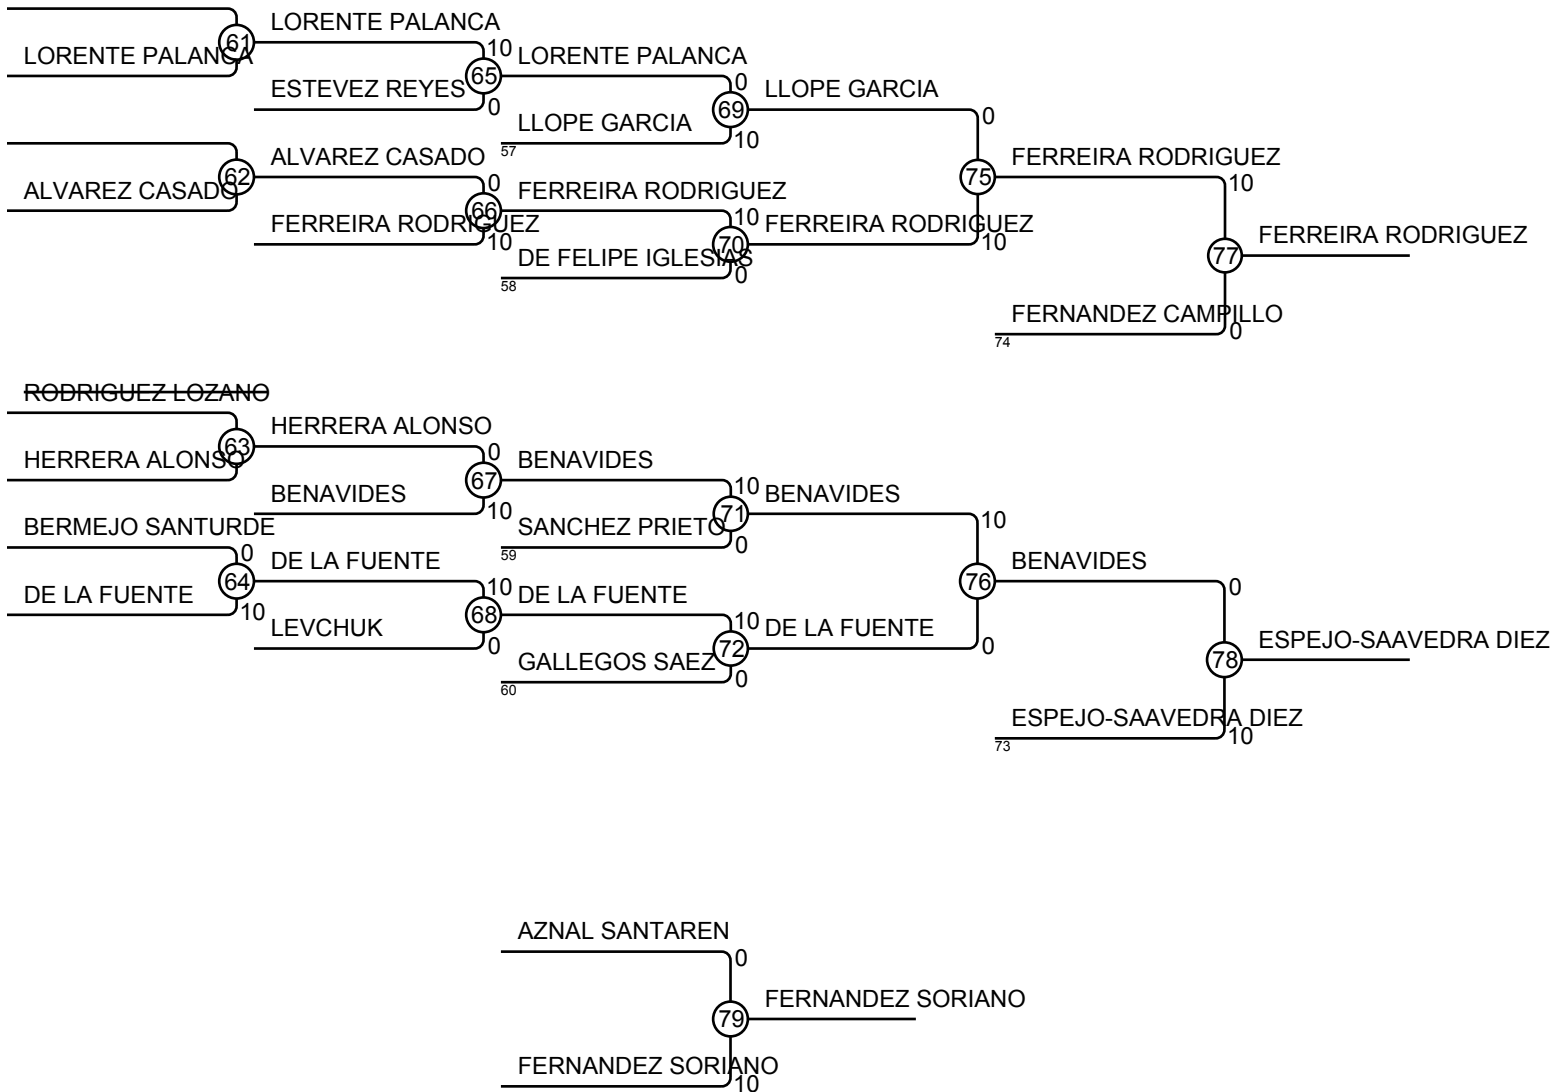 LORENTE PALANCA
61
LORENTE PALANCA
10
LORENTE PALANCA
65
ESTEVEZ REYES
0
0
LLOPE GARCIA
69
LLOPE GARCIA
57
10
0
ALVAREZ CASADO
62
ALVAREZ CASADO
0
FERREIRA RODRIGUEZ
75
FERREIRA RODRIGUEZ
10
66
FERREIRA RODRIGUEZ
10
10
FERREIRA RODRIGUEZ
70
10
DE FELIPE IGLESIAS
58
0
77
FERREIRA RODRIGUEZ
FERNANDEZ CAMPILLO
74
0
RODRIGUEZ LOZANO
HERRERA ALONSO
63
HERRERA ALONSO
0
BENAVIDES
67
BENAVIDES
10
10
BENAVIDES
71
SANCHEZ PRIETO
59
0
10
BERMEJO SANTURDE
0
DE LA FUENTE
64
DE LA FUENTE
10
10
DE LA FUENTE
68
LEVCHUK
0
10
DE LA FUENTE
72
GALLEGOS SAEZ
60
0
0
76
BENAVIDES
0
78
ESPEJO-SAAVEDRA DIEZ
ESPEJO-SAAVEDRA DIEZ
73
10
AZNAL SANTAREN
0
79
FERNANDEZ SORIANO
FERNANDEZ SORIANO
10